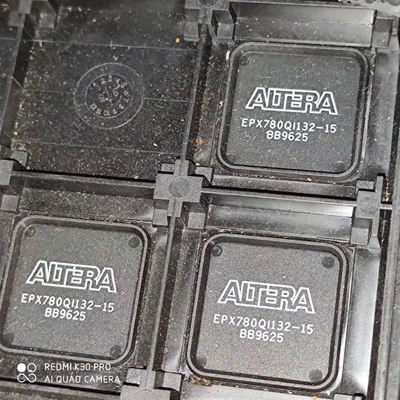 ALTERA
EPX780QI132-15
BB9625
ALTERA
EPX780QI132-15
BB9625
ALTERA
EPX780QI132-15
BB9625
REDMI K30 PRO
AI QUAD CAMERA